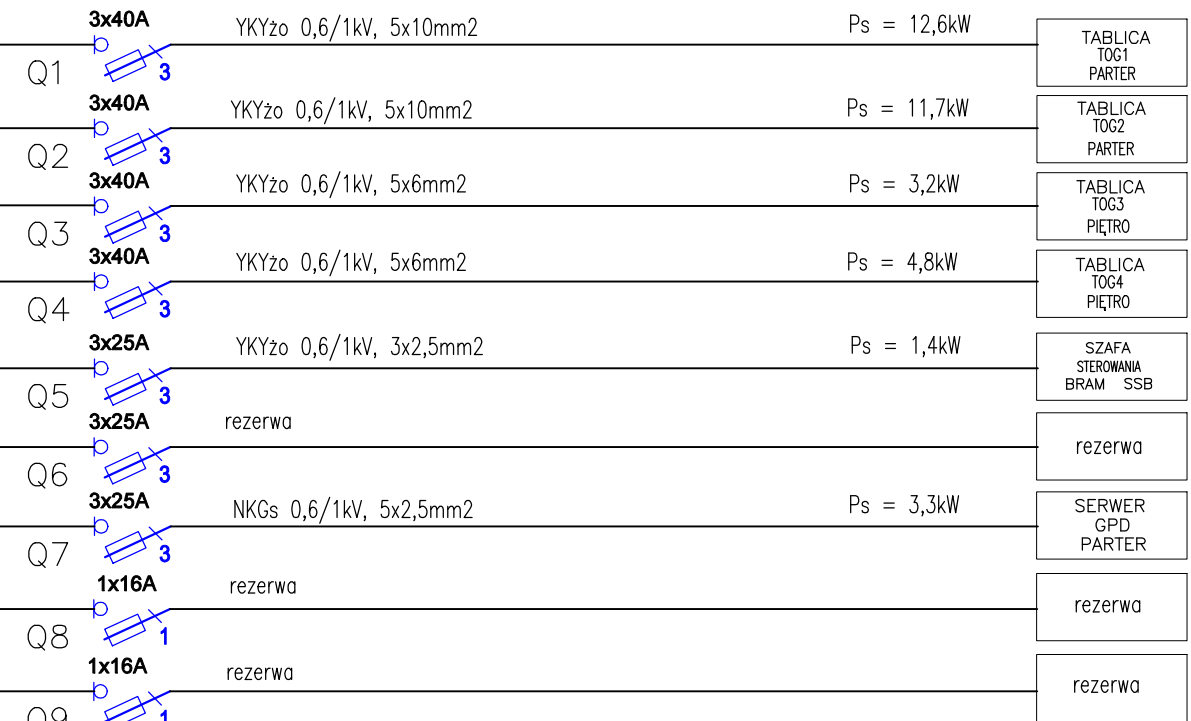 3x40A YKYżo 0,6/1kV, 5x10mm2 Ps = 12,6kW
Q1 3
TABLICA
TOG1
PARTER
3x40A YKYżo 0,6/1kV, 5x10mm2 Ps = 11,7kW
Q2 3
TABLICA
TOG2
PARTER
3x40A YKYżo 0,6/1kV, 5x6mm2 Ps = 3,2kW
Q3 3
TABLICA
TOG3
PIĘTRO
3x40A YKYżo 0,6/1kV, 5x6mm2 Ps = 4,8kW
Q4 3
TABLICA
TOG4
PIĘTRO
3x25A YKYżo 0,6/1kV, 3x2,5mm2 Ps = 1,4kW
Q5 3
SZAFA
STEROWANIA
BRAM SSB
3x25A rezerwa
Q6 3
rezerwa
3x25A NKGs 0,6/1kV, 5x2,5mm2 Ps = 3,3kW
Q7 3
SERWER
GPD
PARTER
1x16A rezerwa
Q8 1
rezerwa
1x16A rezerwa
Q9 1
rezerwa